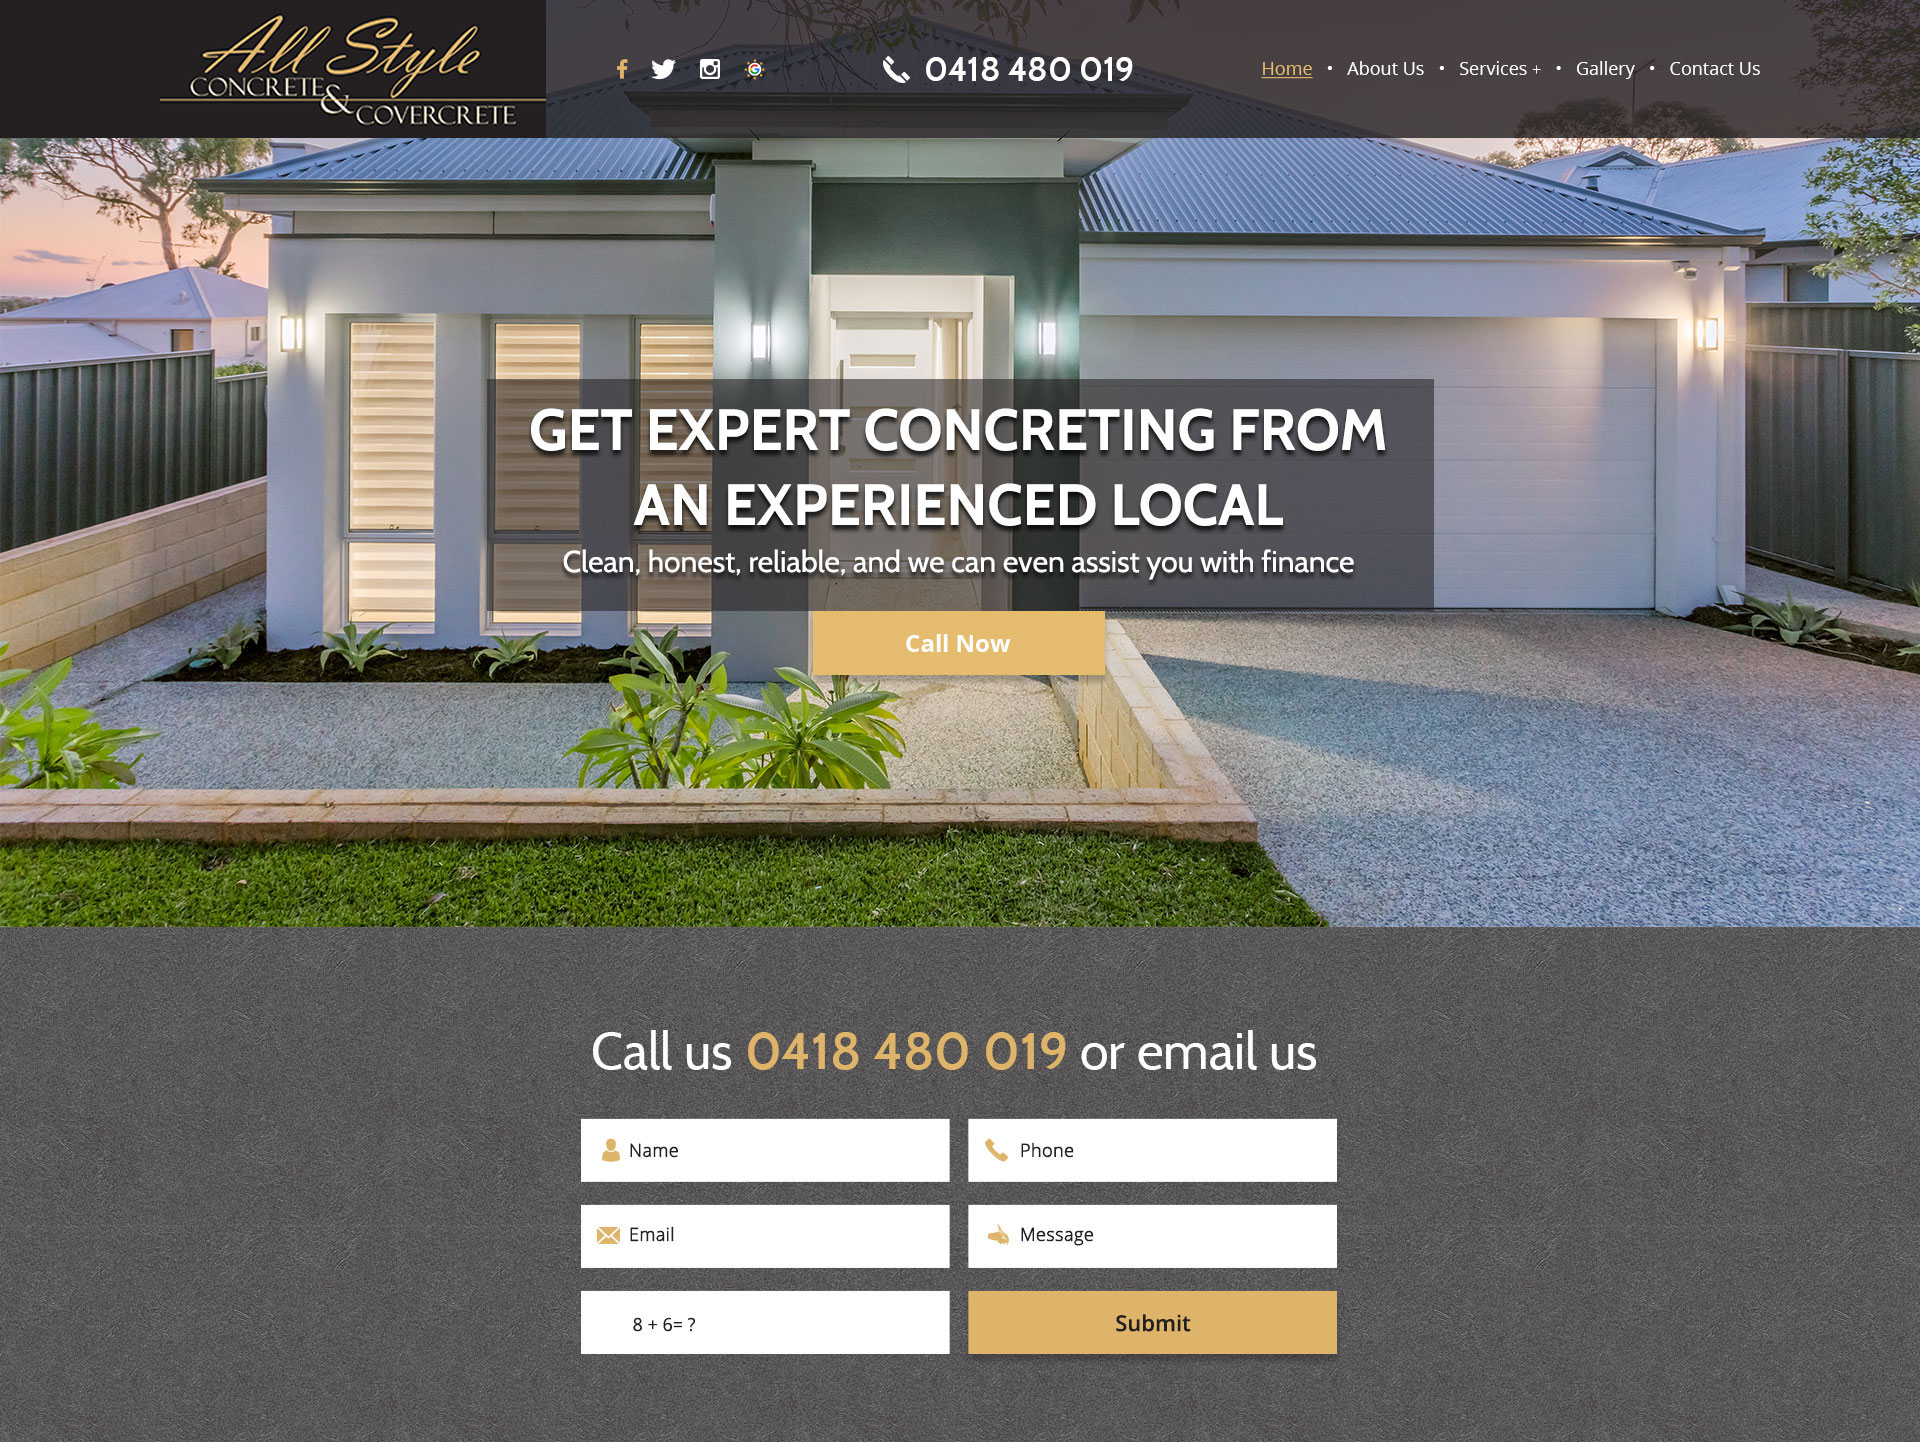 All Style
CONCRETE
&
COVERCRETE
0418 480 019
Home • About Us • Services + • Gallery • Contact Us
GET EXPERT CONCRETING FROM
AN EXPERIENCED LOCAL
Clean, honest, reliable, and we can even assist you with finance
Call Now
Call us 0418 480 019 or email us
Name
Phone
Email
Message
8 + 6= ?
Submit